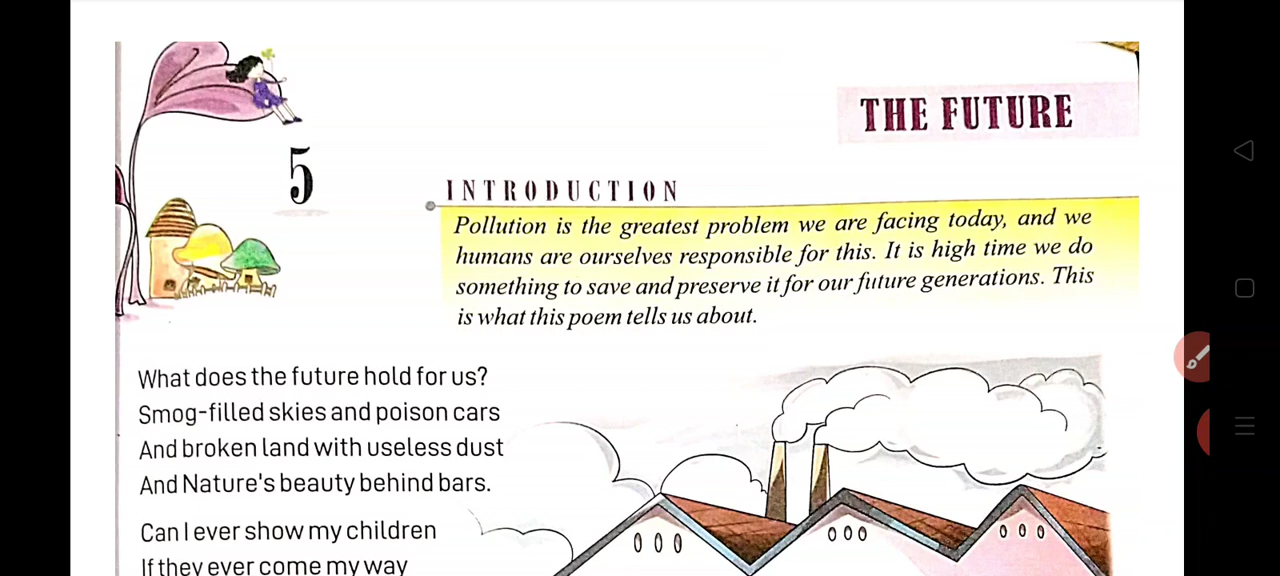 THE FUTURE
5
INTRODUCTION
Pollution is the greatest problem we are facing today, and we
humans are ourselves responsible for this. It is high time we do
something to save and preserve it for our future generations. This
is what this poem tells us about.
What does the future hold for us?
Smog-filled skies and poison cars
And broken land with useless dust
And Nature's beauty behind bars.
Can I ever show my children
If they ever come my way